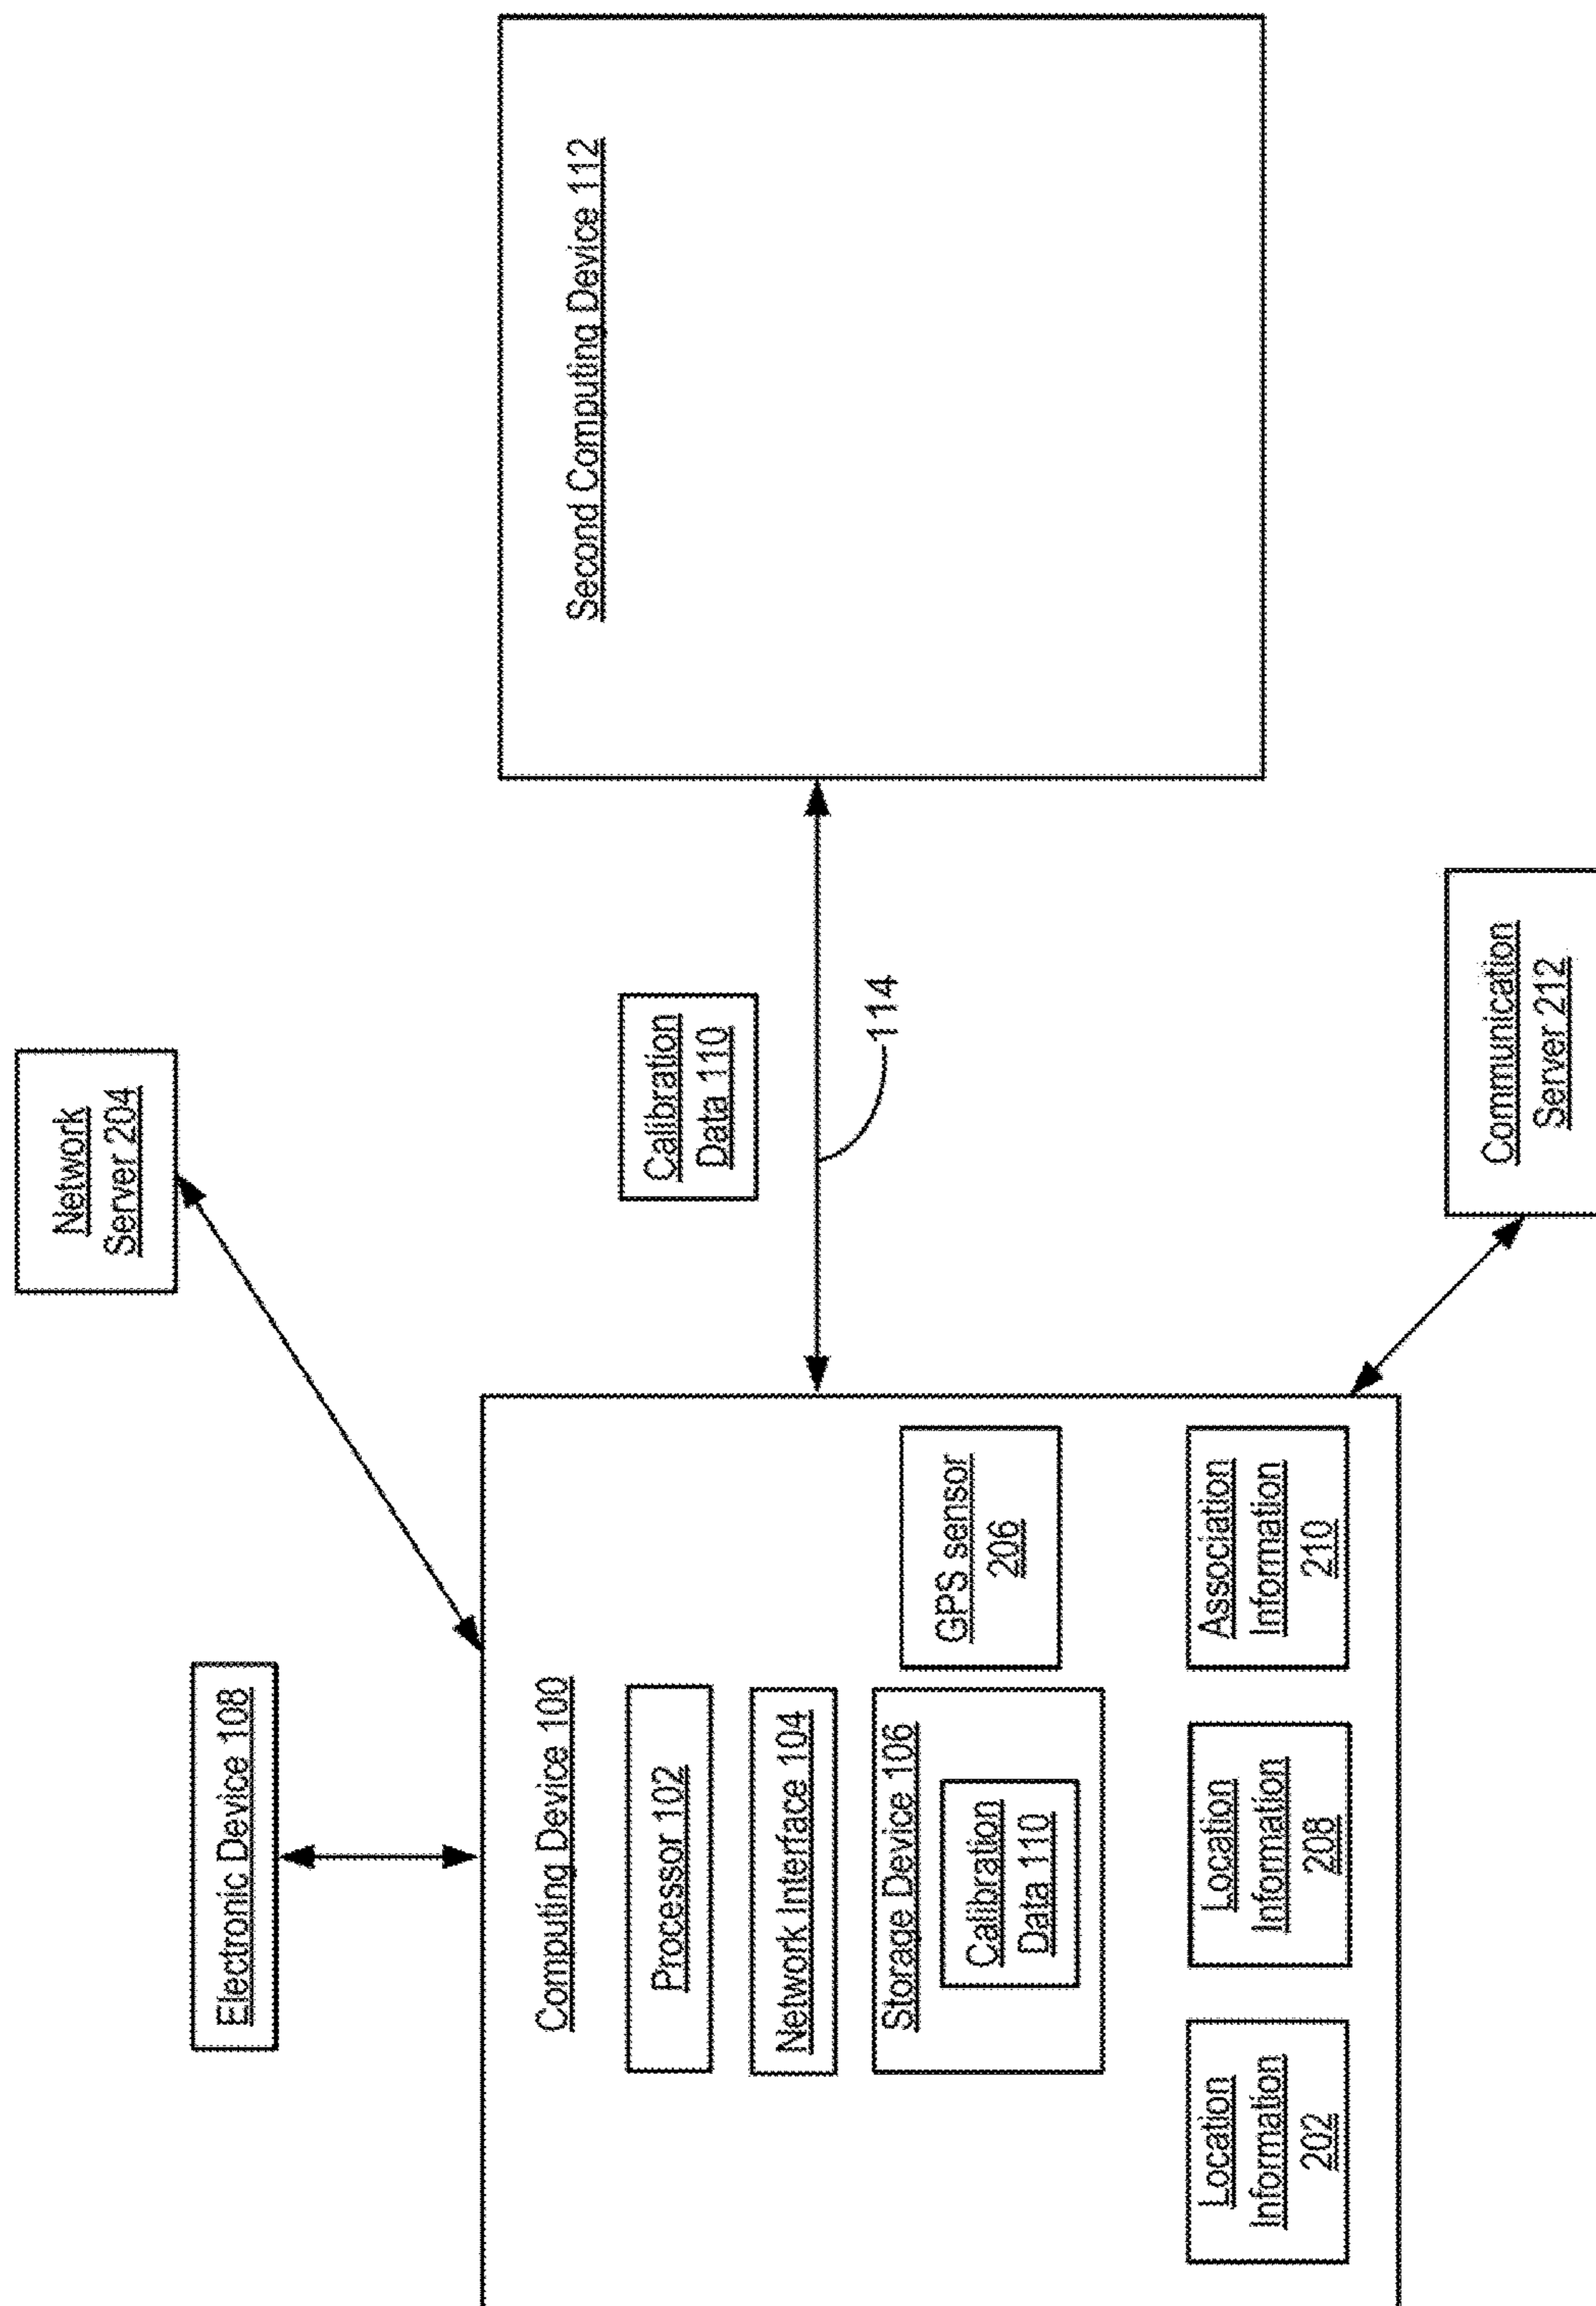 Electronic Device 108
Network
Server 204
Computing Device 100
Processor 102
Network Interface 104
Storage Device 106
Calibration
Data 110
GPS sensor
206
Location
Information
202
Location
Information
208
Association
Information
210
Calibration
Data 110
114
Second Computing Device 112
Communication
Server 212